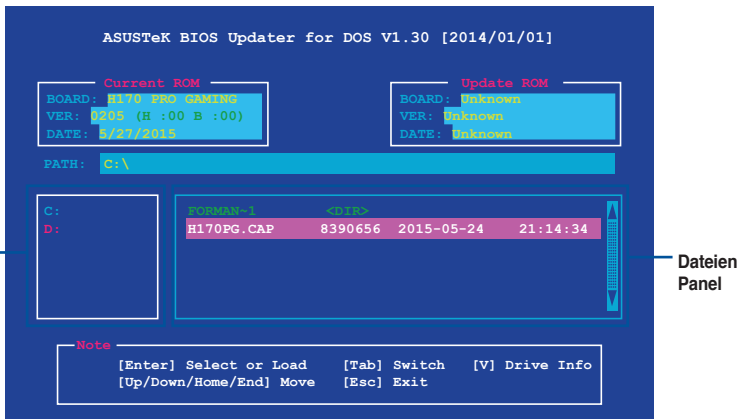 ASUSTeK BIOS Updater for DOS V1.30 [2014/01/01]
Current ROM
BOARD: H170 PRO GAMING
VER: 0205 (H :00 B :00)
DATE: 5/27/2015
Update ROM
BOARD: Unknown
VER: Unknown
DATE: Unknown
PATH: C:\
C:
D:
FORMAN~1 <DIR>
H170PG.CAP 8390656 2015-05-24 21:14:34
Dateien
Panel
Note
[Enter] Select or Load [Tab] Switch [V] Drive Info
[Up/Down/Home/End] Move [Esc] Exit